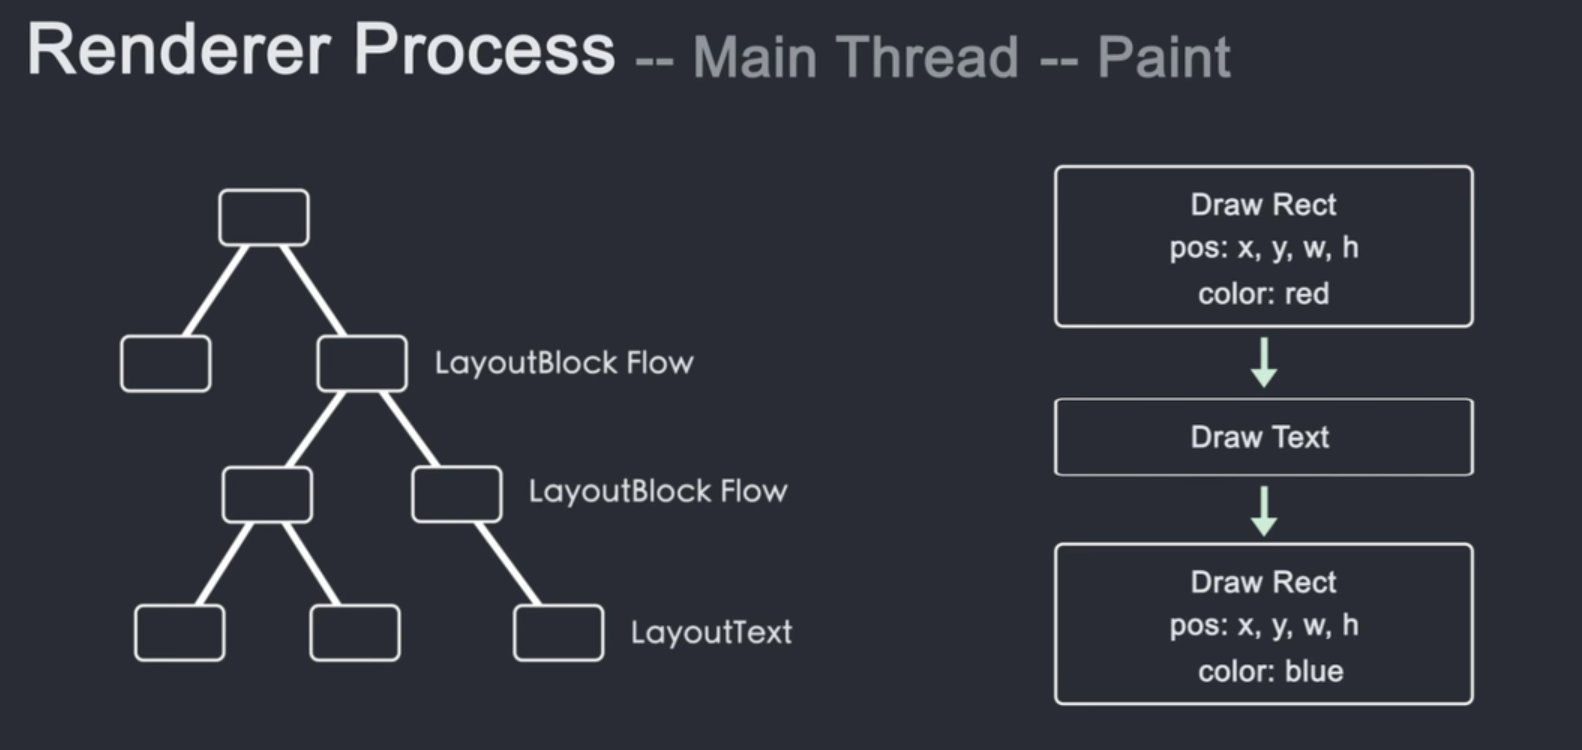 Renderer Process -- Main Thread -- Paint
LayoutBlock Flow
LayoutBlock Flow
LayoutText
Draw Rect
pos: x, y, w, h
color: red
Draw Text
Draw Rect
pos: x, y, w, h
color: blue